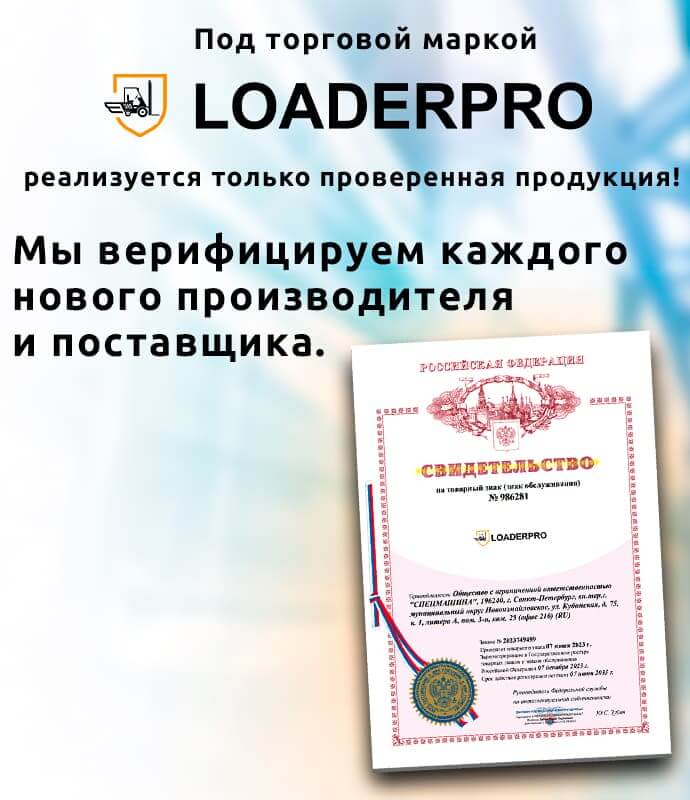 Под торговой маркой
LOADERPRO
реализуется только проверенная продукция!
Мы верифицируем каждого
нового производителя
и поставщика.
РОССИЙСКАЯ ФЕДЕРАЦИЯ
СВИДЕТЕЛЬСТВО
на товарный знак (знак обслуживания)
№ 986281
LOADERPRO
Правообладатель: Общество с ограниченной ответственностью
"СПЕЦМАШИНА", 196240, г. Санкт-Петербург, вн.тер.г.
муниципальный округ Новоизмайловское, ул. Кубинская, д. 75,
к. 1, литера А, пом. 3-н, ком. 25 (офис 216) (RU)
Заявка № 2023749489
Приоритет товарного знака 07 июня 2023 г.
Зарегистрировано в Государственном реестре
товарных знаков и знаков обслуживания
Российской Федерации 07 декабря 2023 г.
Срок действия регистрации истекает 07 июня 2033 г.
Руководитель Федеральной службы
по интеллектуальной собственности
Ю.С. Зубов